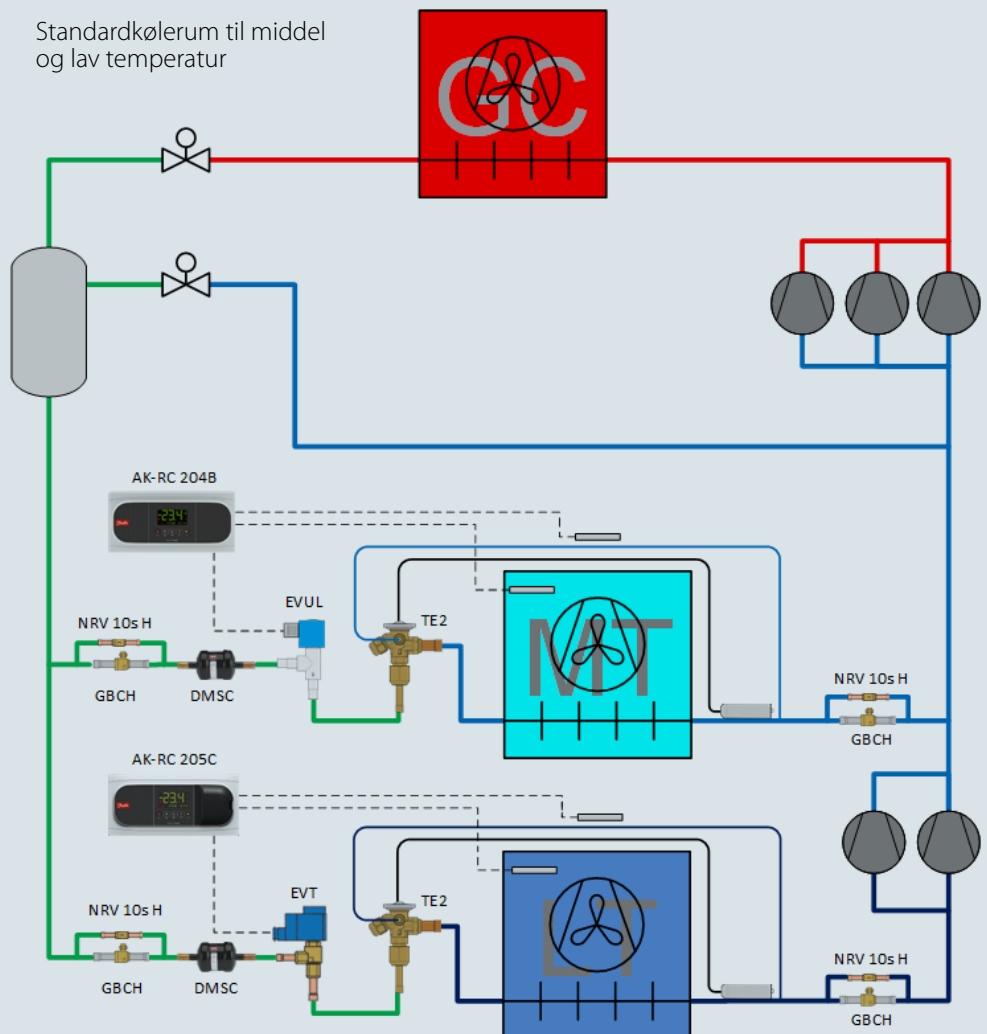 Standardkølerum til middel
og lav temperatur
GC
AK-RC 204B
-23.4
EVUL
TE2
NRV 10s H
GBCH
DMSC
MT
NRV 10s H
GBCH
AK-RC 205C
-23.4
EVT
TE2
NRV 10s H
GBCH
DMSC
LT
NRV 10s H
GBCH